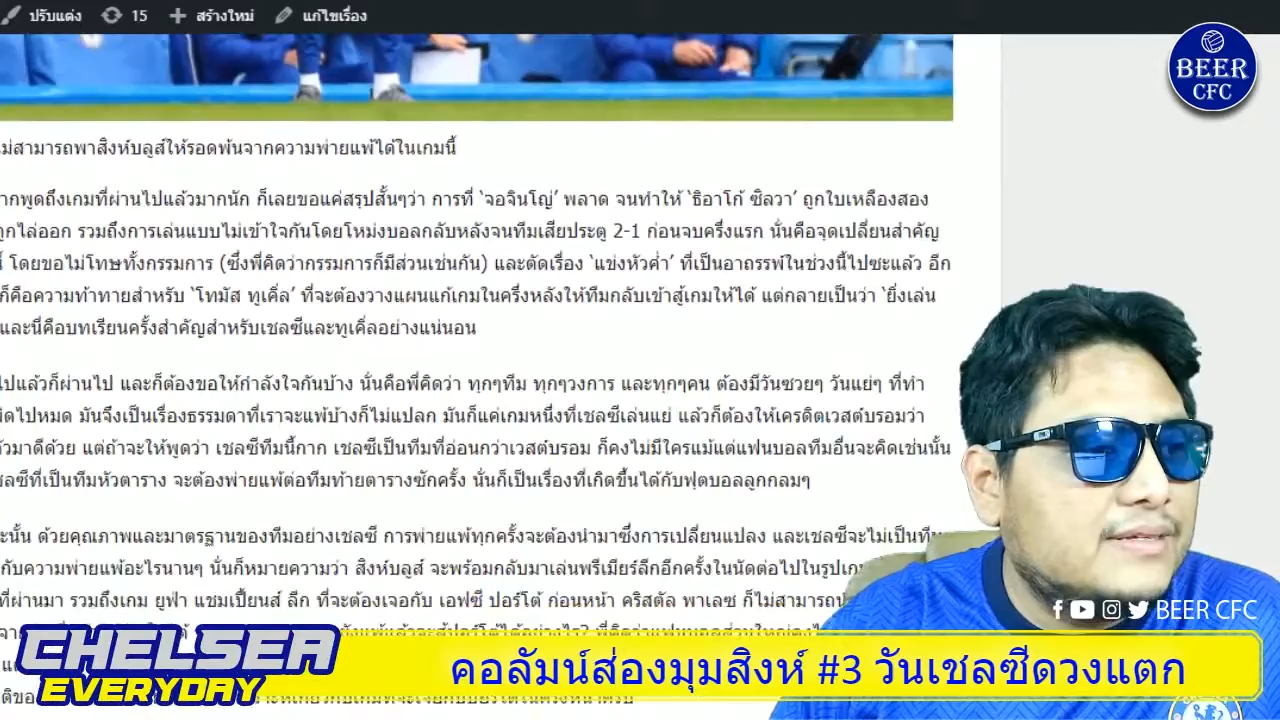 ปรับแต่ง 15 สร้างใหม่ แก้ไขเรื่อง
BEER
CFC
ไม่สามารถพาสิงห์บลูส์ให้รอดพ้นจากความพ่ายแพ้ได้ในเกมนี้
ากพูดถึงเกมที่ผ่านไปแล้วมากนัก ก็เลยขอแค่สรุปสั้นๆว่า การที่ 'จอจินโญ่' พลาด จนทำให้ 'ธิอาโก้ ซิลวา' ถูกใบเหลืองสอง
ถูกไล่ออก รวมถึงการเล่นแบบไม่เข้าใจกันโดยโหม่งบอลกลับหลังจนทีมเสียประตู 2-1 ก่อนจบครึ่งแรก นั่นคือจุดเปลี่ยนสำคัญ
โดยขอไม่โทษทั้งกรรมการ (ซึ่งพี่คิดว่ากรรมการก็มีส่วนเช่นกัน) และตัดเรื่อง 'แข่งหัวค่ำ' ที่เป็นอาถรรพ์ในช่วงนี้ไปซะแล้ว อีก
ก็คือความท้าทายสำหรับ 'โทมัส ทูเคิ่ล' ที่จะต้องวางแผนแก้เกมในครึ่งหลังให้ทีมกลับเข้าสู้เกมให้ได้ แต่กลายเป็นว่า 'ยิ่งเล่น
และนี่คือบทเรียนครั้งสำคัญสำหรับเชลซีและทูเคิ่ลอย่างแน่นอน
ไปแล้วก็ผ่านไป และก็ต้องขอให้กำลังใจกันบ้าง นั่นคือพี่คิดว่า ทุกๆทีม ทุกๆวงการ และทุกๆคน ต้องมีวันซวยๆ วันแย่ๆ ที่ทำ
ผิดไปหมด มันจึงเป็นเรื่องธรรมดาที่เราจะแพ้บ้างก็ไม่แปลก มันก็แค่เกมหนึ่งที่เชลซีเล่นแย่ แล้วก็ต้องให้เครดิตเวสต์บรอมว่า
ัวมาดีด้วย แต่ถ้าจะให้พูดว่า เชลซีทีมนี้กาก เชลซีเป็นทีมที่อ่อนกว่าเวสต์บรอม ก็คงไม่มีใครแม้แต่แฟนบอลทีมอื่นจะคิดเช่นนั้น
ชลซีที่เป็นทีมหัวตาราง จะต้องพ่ายแพ้ต่อทีมท้ายตารางซักครั้ง นั่นก็เป็นเรื่องที่เกิดขึ้นได้กับฟุตบอลลูกกลมๆ
ะนั้น ด้วยคุณภาพและมาตรฐานของทีมอย่างเชลซี การพ่ายแพ้ทุกครั้งจะต้องนำมาซึ่งการเปลี่ยนแปลง และเชลซีจะไม่เป็นทีม
กับความพ่ายแพ้อะไรนานๆ นั่นก็หมายความว่า สิงห์บลูส์ จะพร้อมกลับมาเล่นพรีเมียร์ลีกอีกครั้งในนัดต่อไปในรูปเกม
ที่ผ่านมา รวมถึงเกม ยูฟ่า แชมเปี้ยนส์ ลีก ที่จะต้องเจอกับ เอฟซี ปอร์โต้ ก่อนหน้า คริสตัล พาเลซ ก็ไม่สามารถ
BEER CFC
CHELSEA
EVERYDAY
คอลัมน์ส่องมุมสิงห์ #3 วันเชลซีดวงแตก